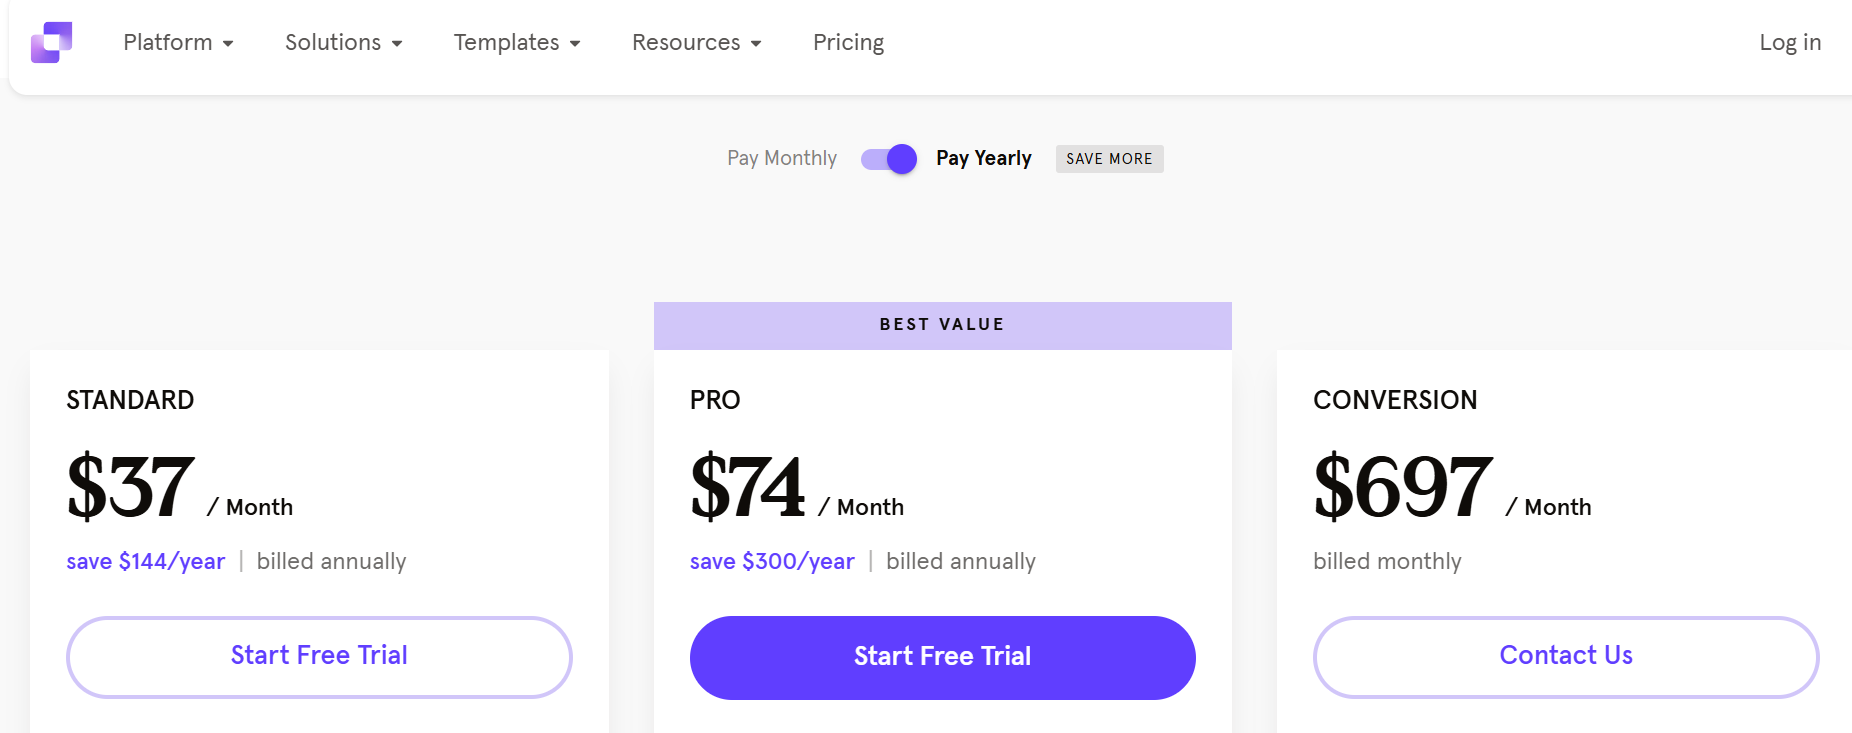 Platform Solutions Templates Resources Pricing Log in
Pay Monthly Pay Yearly SAVE MORE
BEST VALUE
STANDARD
$37 / Month
save $144/year | billed annually
Start Free Trial
PRO
$74 / Month
save $300/year | billed annually
Start Free Trial
CONVERSION
$697 / Month
billed monthly
Contact Us